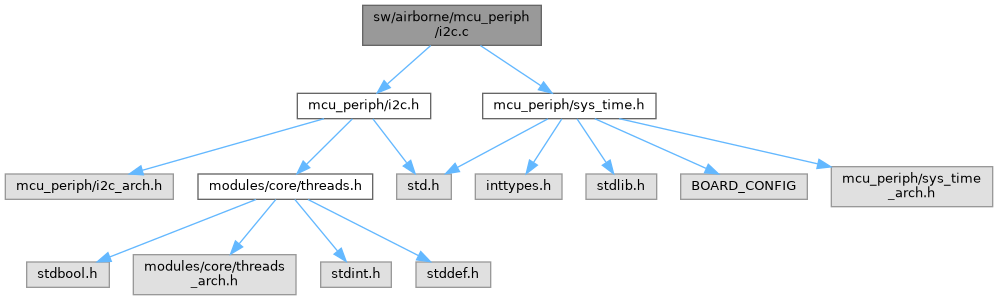 sw/airborne/mcu_periph
/i2c.c
mcu_periph/i2c.h
mcu_periph/sys_time.h
mcu_periph/i2c_arch.h
modules/core/threads.h
std.h
inttypes.h
stdlib.h
BOARD_CONFIG
mcu_periph/sys_time
_arch.h
stdbool.h
modules/core/threads
_arch.h
stdint.h
stddef.h